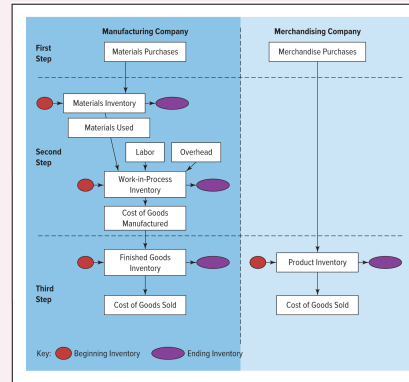 Manufacturing Company
Merchandising Company
First
Step
Materials Purchases
Merchandise Purchases
Materials Inventory
Materials Used
Second
Step
Labor
Overhead
Work-in-Process
Inventory
Cost of Goods
Manufactured
Third
Step
Finished Goods
Inventory
Product Inventory
Cost of Goods Sold
Cost of Goods Sold
Key:
Beginning Inventory
Ending Inventory